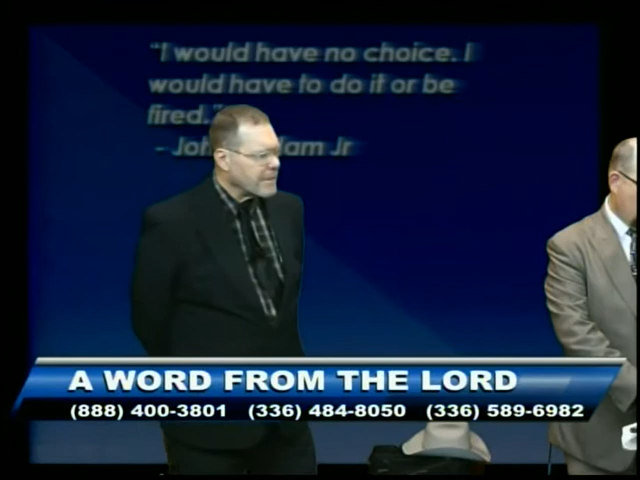 "I would have no choice. I
would have to do it or be
fired."
- Jr
A WORD FROM THE LORD
(888) 400-3801 (336) 484-8050 (336) 589-6982